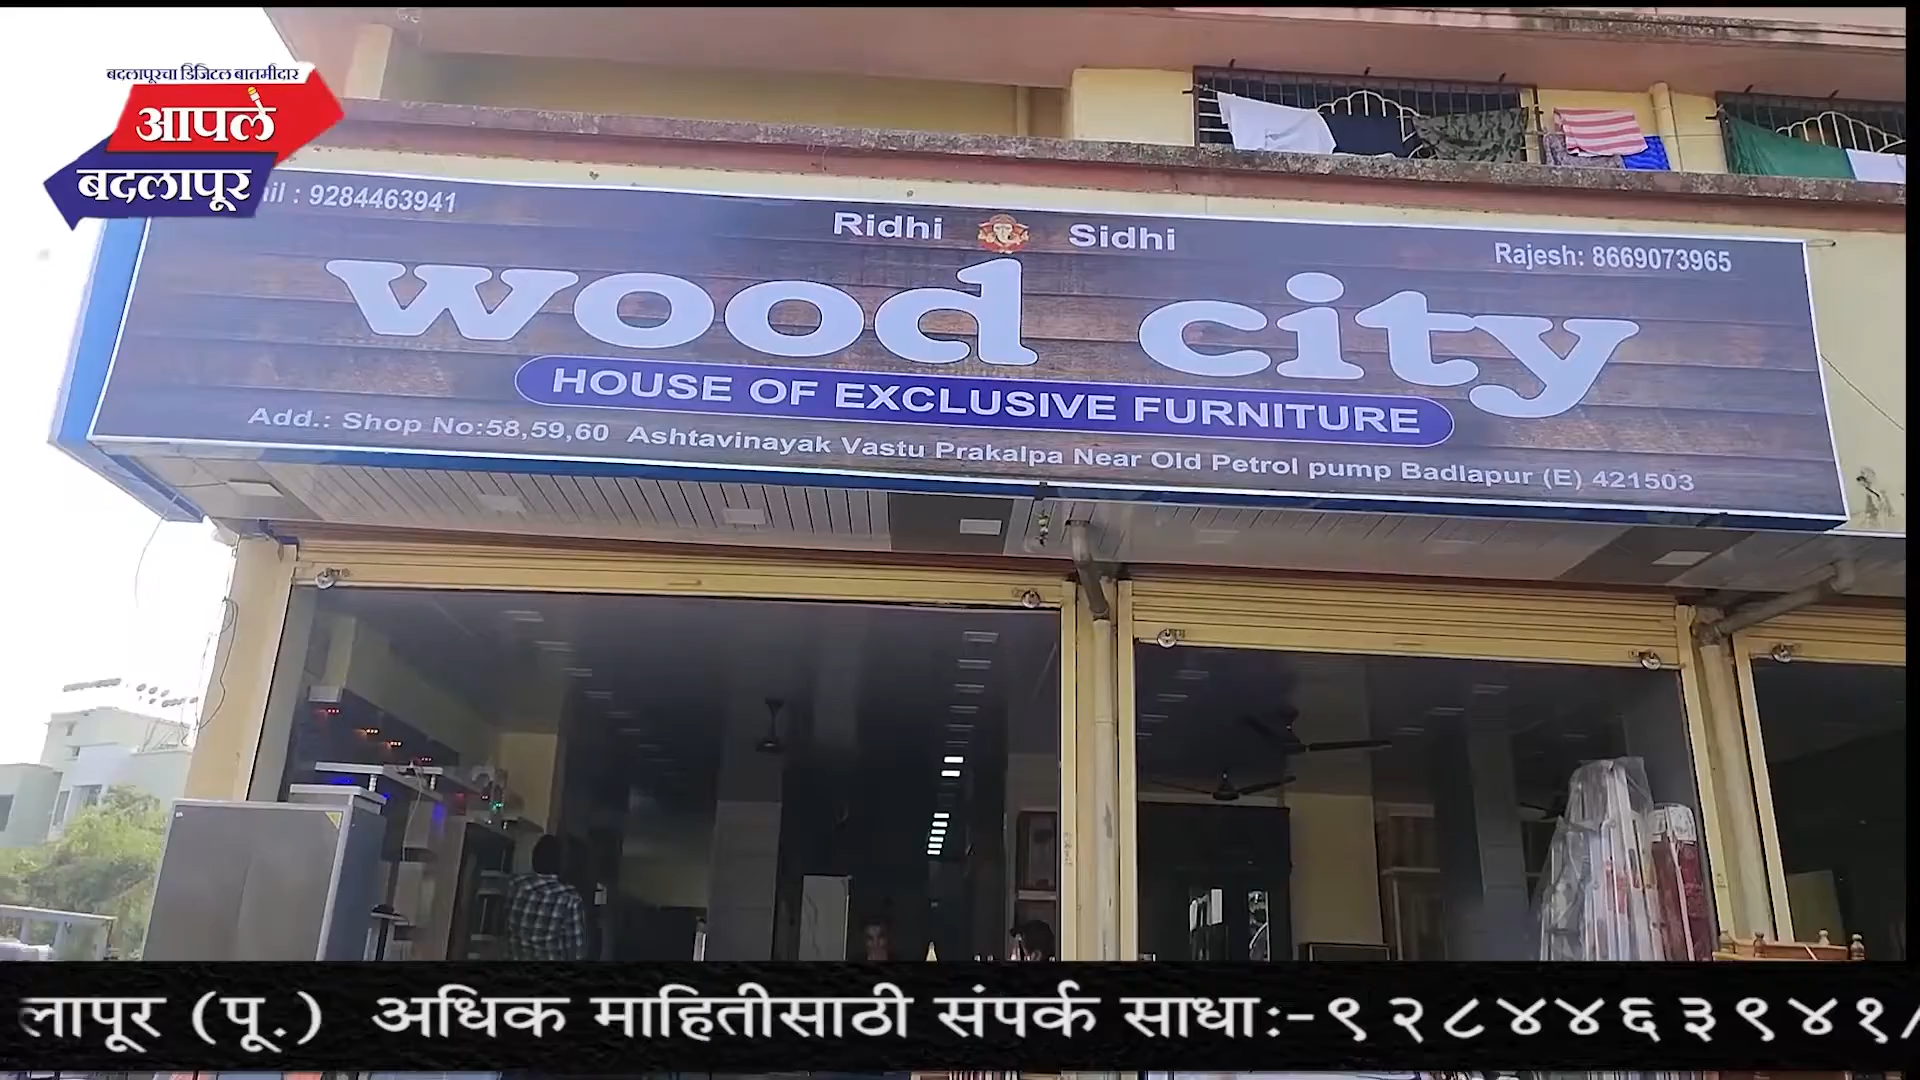 बदलापूरचा डिजिटल बातमीदार
आपले
बदलापूर
: 9284463941
Ridhi Sidhi
Rajesh: 8669073965
wood city
HOUSE OF EXCLUSIVE FURNITURE
Add.: Shop No:58,59,60 Ashtavinayak Vastu Prakalpa Near Old Petrol pump Badlapur (E) 421503
लापूर (पू.) अधिक माहितीसाठी संपर्क साधा:-९२८४४६३९४१/